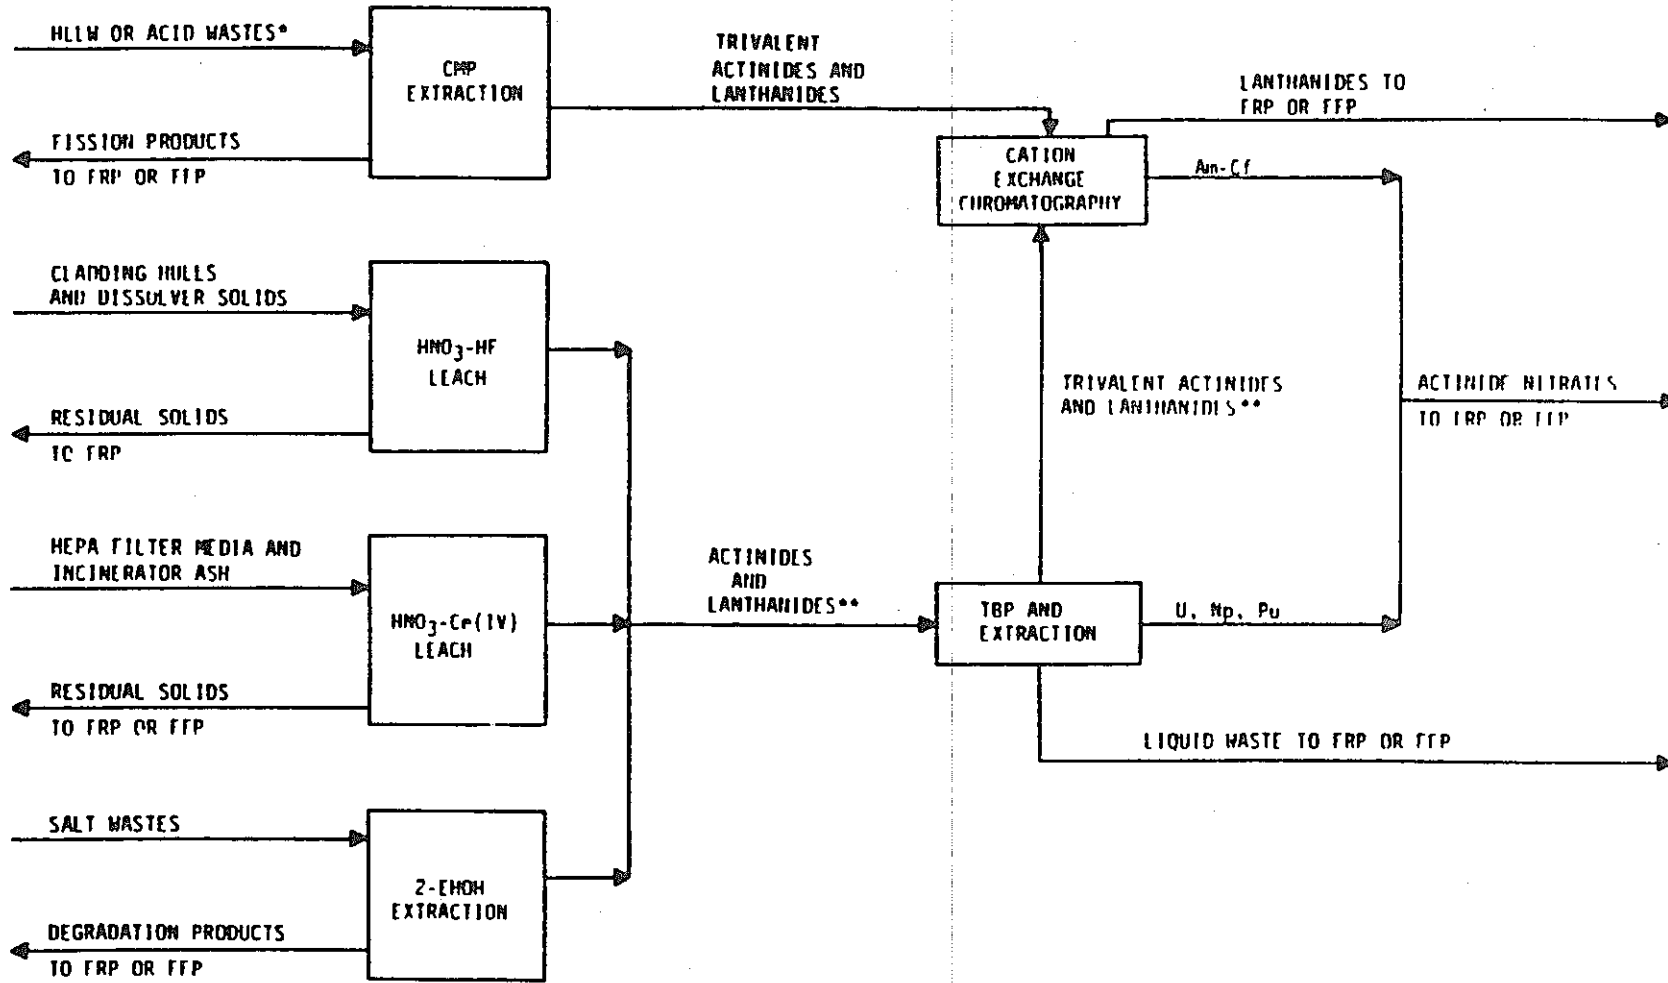 HLLW OR ACID WASTES*
FISSION PRODUCTS
TO FRP OR FFP
CMP
EXTRACTION
TRIVALENT
ACTINIDES AND
LANTHANIDES
CATION
EXCHANGE
CHROMATOGRAPHY
LANTHANIDES TO
FRP OR FFP
Am-Cf
CLADDING HULLS
AND DISSOLVER SOLIDS
RESIDUAL SOLIDS
TO FRP
HNO3-HF
LEACH
TRIVALENT ACTINIDES
AND LANTHANIDES**
ACTINIDE NITRATES
TO FRP OR FFP
HEPA FILTER MEDIA AND
INCINERATOR ASH
RESIDUAL SOLIDS
TO FRP OR FFP
HNO3-Ce(IV)
LEACH
ACTINIDES
AND
LANTHANIDES**
TBP AND
EXTRACTION
U, Np, Pu
LIQUID WASTE TO FRP OR FFP
SALT WASTES
DEGRADATION PRODUCTS
TO FRP OR FFP
2-EHOH
EXTRACTION